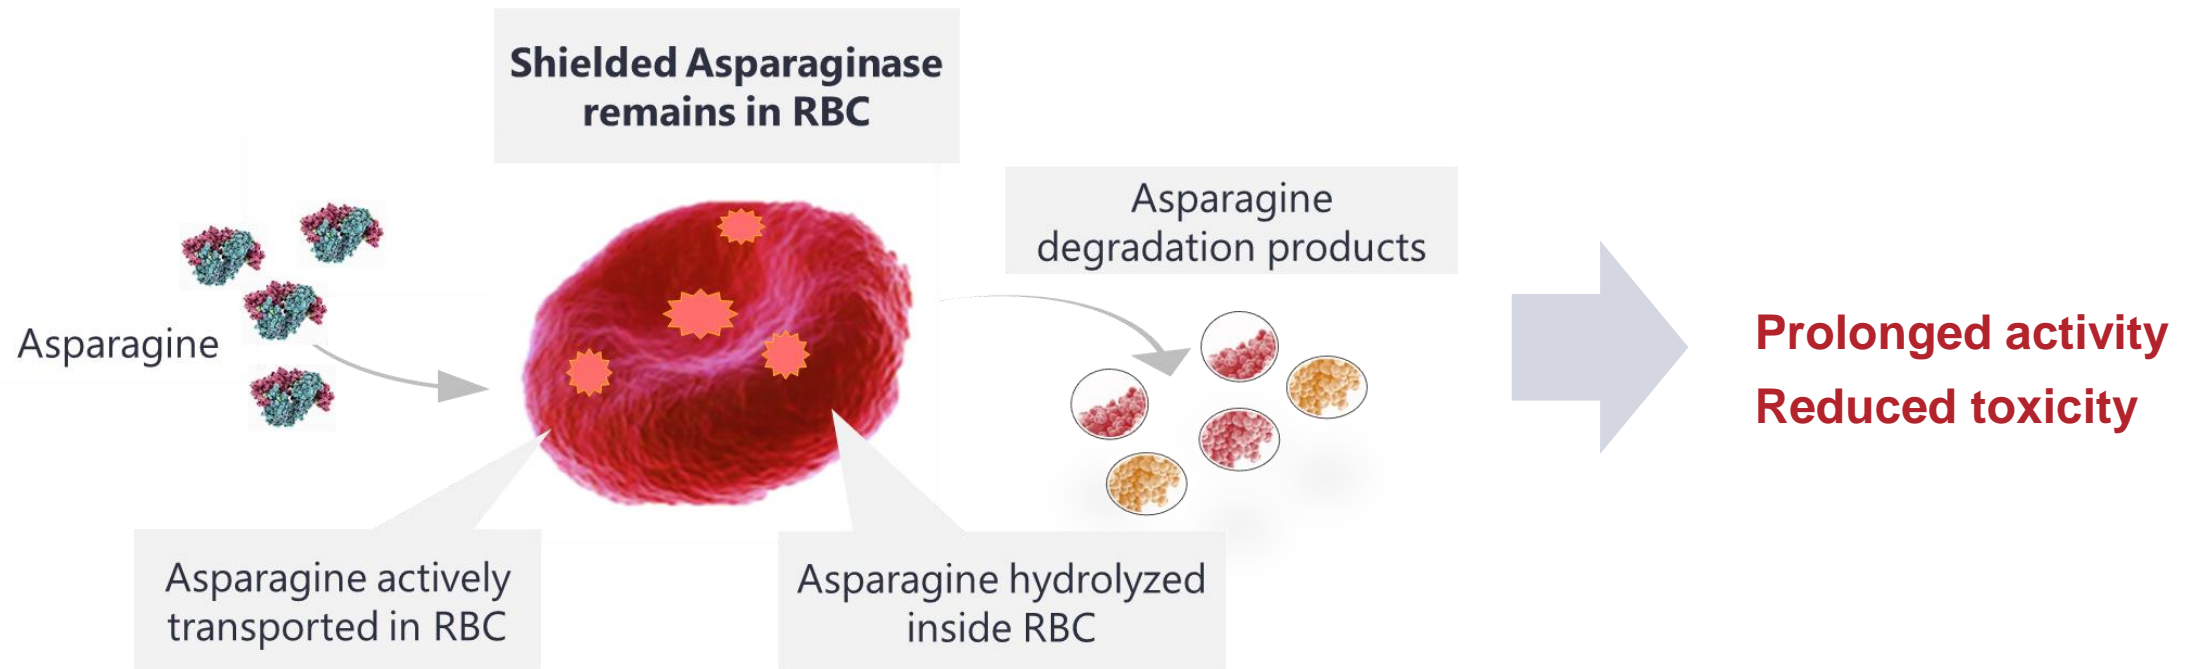 Shielded Asparaginase
remains in RBC
Asparagine
degradation products
Asparagine
Prolonged activity
Reduced toxicity
Asparagine actively
transported in RBC
Asparagine hydrolyzed
inside RBC